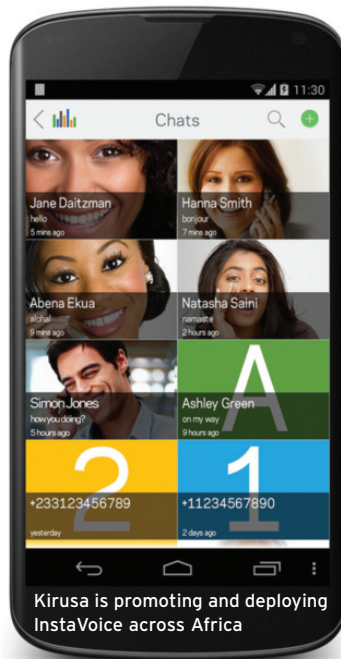 11:30
Chats
Jane Daitzman
hello
5 mins ago
Hanna Smith
bonjour
7 mins ago
Abena Ekua
aloha!
9 mins ago
Natasha Saini
namaste
2 hours ago
Simon Jones
how you doing?
5 hours ago
A
Ashley Green
on my way
9 hours ago
2
+233123456789
yesterday
1
+11234567890
2 days ago
Kirusa is promoting and deploying
InstaVoice across Africa